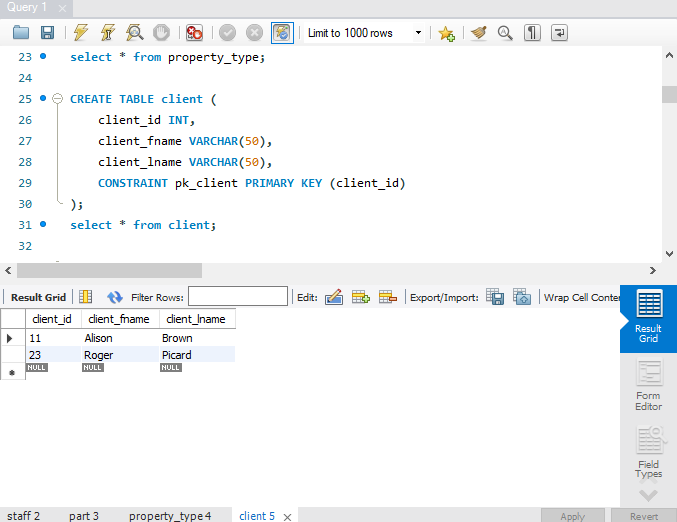 Query 1
Limit to 1000 rows
23 select * from property_type;
24
25 CREATE TABLE client (
26 client_id INT,
27 client_fname VARCHAR(50),
28 client_lname VARCHAR(50),
29 CONSTRAINT pk_client PRIMARY KEY (client_id)
30 );
31 select * from client;
32
Result Grid Filter Rows: Edit: Export/Import: Wrap Cell Conte
client_id client_fname client_lname
11 Alison Brown
23 Roger Picard
NULL NULL NULL
Result
Grid
Form
Editor
Field
Types
staff 2 part 3 property_type 4 client 5 Apply Revert